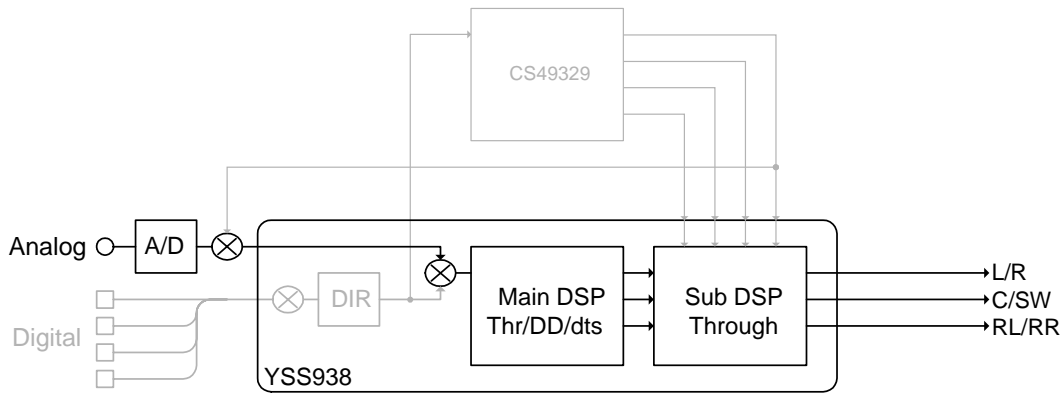 CS49329
Analog
A/D
DIR
Digital
Main DSP
Thr/DD/dts
Sub DSP
Through
L/R
C/SW
RL/RR
YSS938